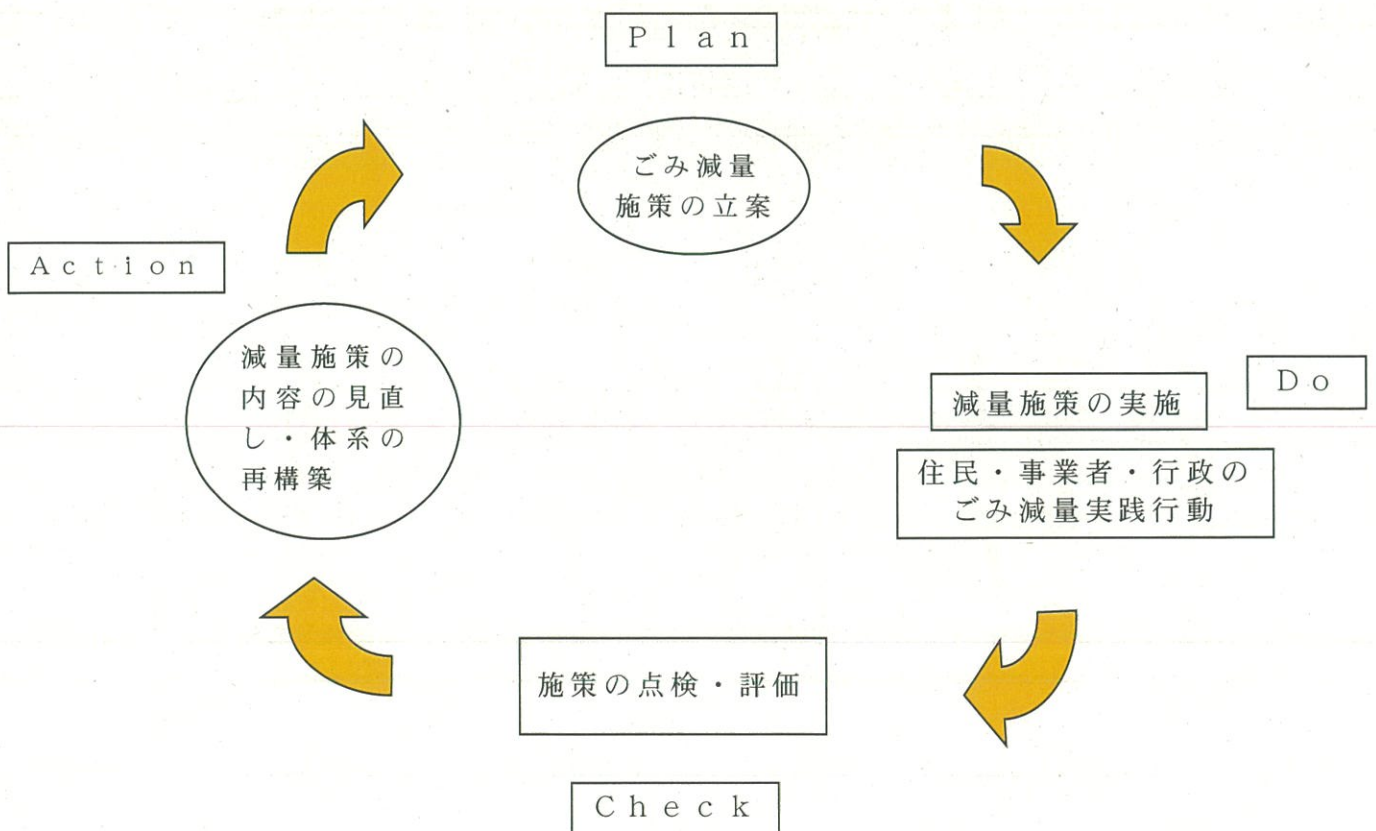 Plan
ごみ減量
施策の立案
Action
減量施策の
内容の見直
し・体系の
再構築
Do
減量施策の実施
住民・事業者・行政の
ごみ減量実践行動
施策の点検・評価
Check